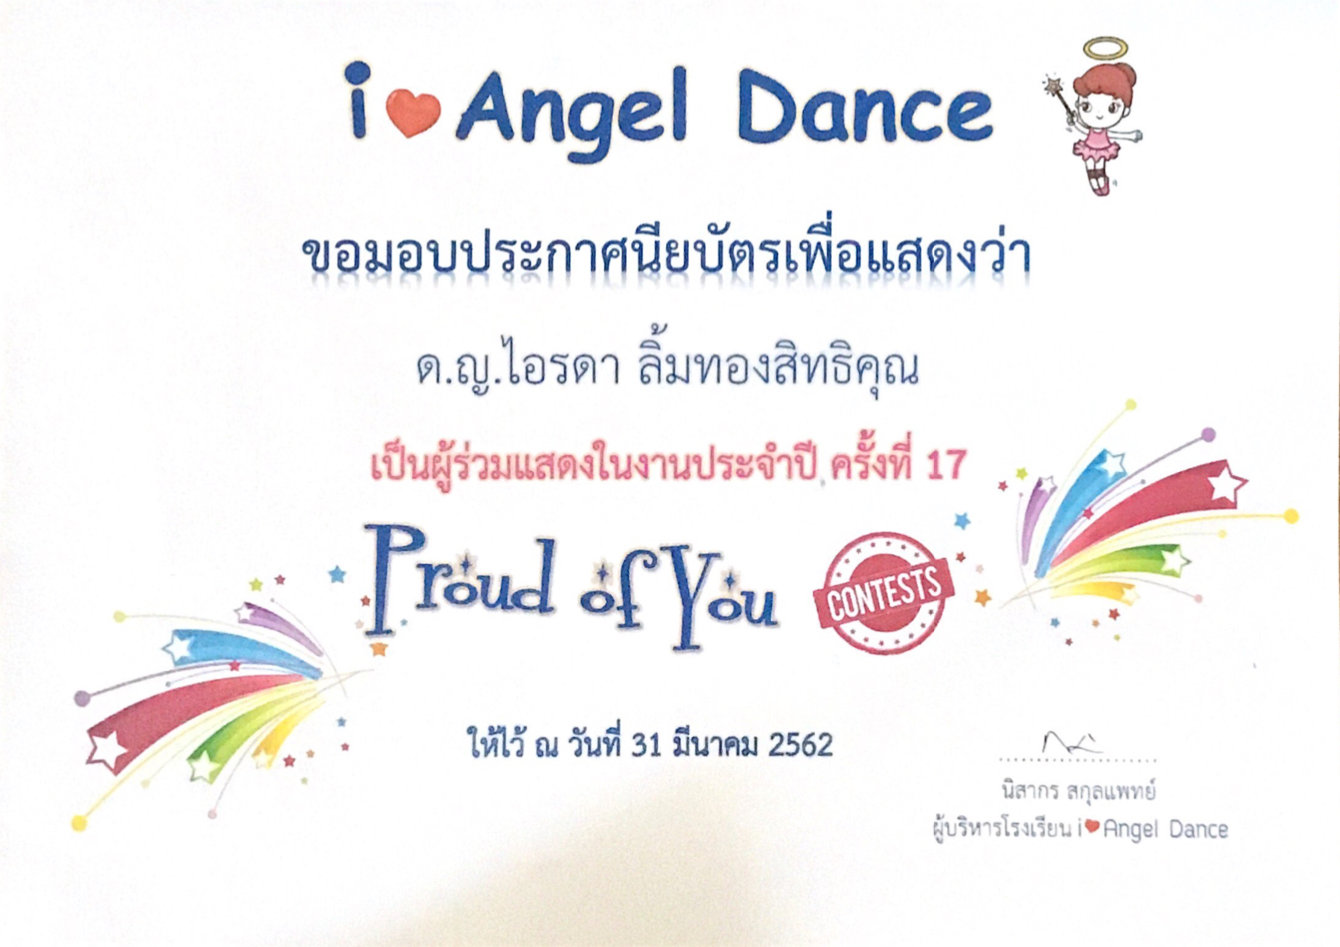 i❤Angel Dance
ขอมอบประกาศนียบัตรเพื่อแสดงว่า
ด.ญ.ไอรดา ลิ้มทองสิทธิคุณ
เป็นผู้ร่วมแสดงในงานประจำปี ครั้งที่ 17
Proud of You
CONTESTS
ให้ไว้ ณ วันที่ 31 มีนาคม 2562
นิสากร สกุลแพทย์
ผู้บริหารโรงเรียน i❤Angel Dance